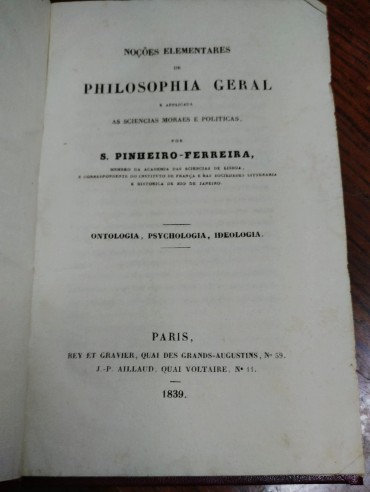 NOÇÕES ELEMENTARES
DE
PHILOSOPHIA GERAL
E APPLICADA
AS SCIENCIAS MORAES E POLITICAS,
POR
S. PINHEIRO-FERREIRA,
MEMBRO DA ACADEMIA DAS SCIENCIAS DE LISBOA,
E CORRESPONDENTE DO INSTITUTO DE FRANÇA E DAS SOCIEDADES LITTERARIA
E HISTORICA DE RIO DE JANEIRO
ONTOLOGIA, PSYCHOLOGIA, IDEOLOGIA.
PARIS,
REY ET GRAVIER, QUAI DES GRANDS-AUGUSTINS, Nº 59.
J.-P. AILLAUD, QUAI VOLTAIRE, Nº 11.
1839.